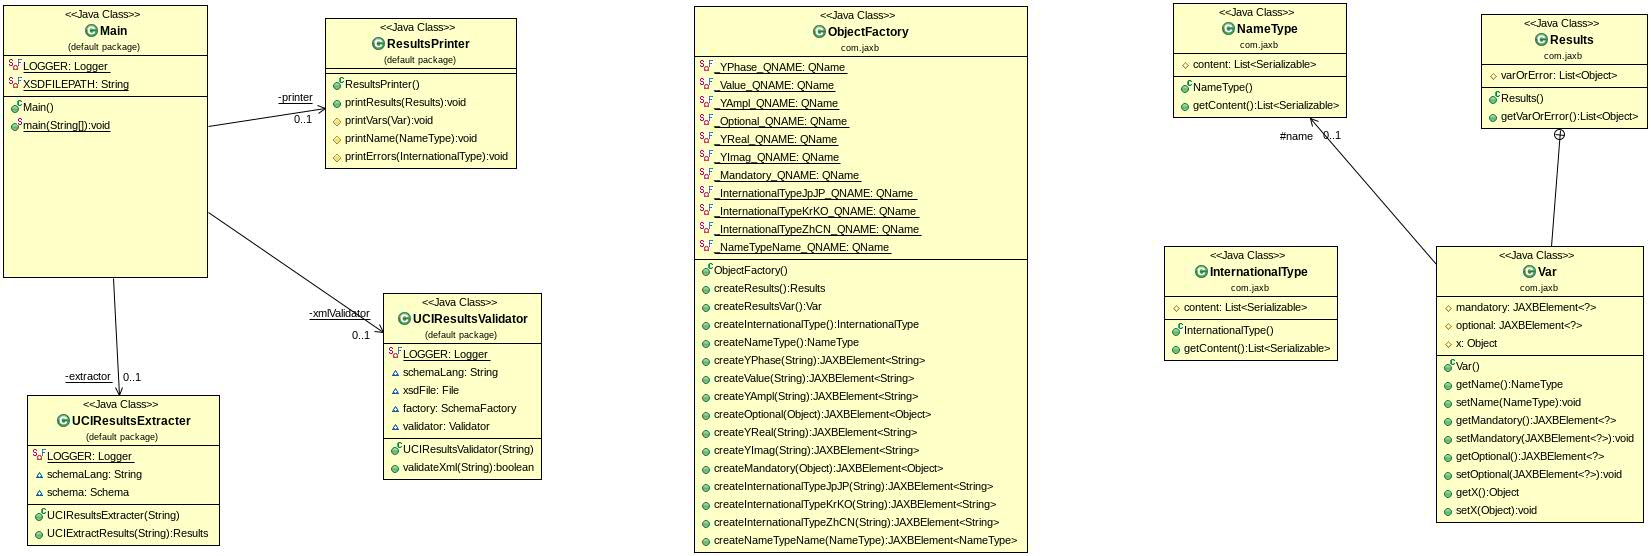 <<Java Class>>
Main
(default package)
LOGGER: Logger
XSDFILEPATH: String
Main()
main(String[]):void
<<Java Class>>
ResultsPrinter
(default package)
ResultsPrinter()
printResults(Results):void
printVars(Var):void
printName(NameType):void
printErrors(InternationalType):void
-printer
0..1
-xmlValidator
0..1
-extractor
0..1
<<Java Class>>
UCIResultsValidator
(default package)
LOGGER: Logger
schemaLang: String
xsdFile: File
factory: SchemaFactory
validator: Validator
UCIResultsValidator(String)
validateXml(String):boolean
<<Java Class>>
UCIResultsExtracter
(default package)
LOGGER: Logger
schemaLang: String
schema: Schema
UCIResultsExtracter(String)
UCIExtractResults(String):Results
<<Java Class>>
ObjectFactory
com.jaxb
_YPhase_QNAME: QName
_Value_QNAME: QName
_YAmpl_QNAME: QName
_Optional_QNAME: QName
_YReal_QNAME: QName
_YImag_QNAME: QName
_Mandatory_QNAME: QName
_InternationalTypeJpJP_QNAME: QName
_InternationalTypeKrKO_QNAME: QName
_InternationalTypeZhCN_QNAME: QName
_NameTypeName_QNAME: QName
ObjectFactory()
createResults():Results
createResultsVar():Var
createInternationalType():InternationalType
createNameType():NameType
createYPhase(String):JAXBElement<String>
createValue(String):JAXBElement<String>
createYAmpl(String):JAXBElement<String>
createOptional(Object):JAXBElement<Object>
createYReal(String):JAXBElement<String>
createYImag(String):JAXBElement<String>
createMandatory(Object):JAXBElement<Object>
createInternationalTypeJpJP(String):JAXBElement<String>
createInternationalTypeKrKO(String):JAXBElement<String>
createInternationalTypeZhCN(String):JAXBElement<String>
createNameTypeName(NameType):JAXBElement<NameType>
<<Java Class>>
NameType
com.jaxb
content: List<Serializable>
NameType()
getContent():List<Serializable>
<<Java Class>>
Results
com.jaxb
varOrError: List<Object>
Results()
getVarOrError():List<Object>
#name
0..1
<<Java Class>>
InternationalType
com.jaxb
content: List<Serializable>
InternationalType()
getContent():List<Serializable>
<<Java Class>>
Var
com.jaxb
mandatory: JAXBElement<?>
optional: JAXBElement<?>
x: Object
Var()
getName():NameType
setName(NameType):void
getMandatory():JAXBElement<?>
setMandatory(JAXBElement<?>):void
getOptional():JAXBElement<?>
setOptional(JAXBElement<?>):void
getX():Object
setX(Object):void